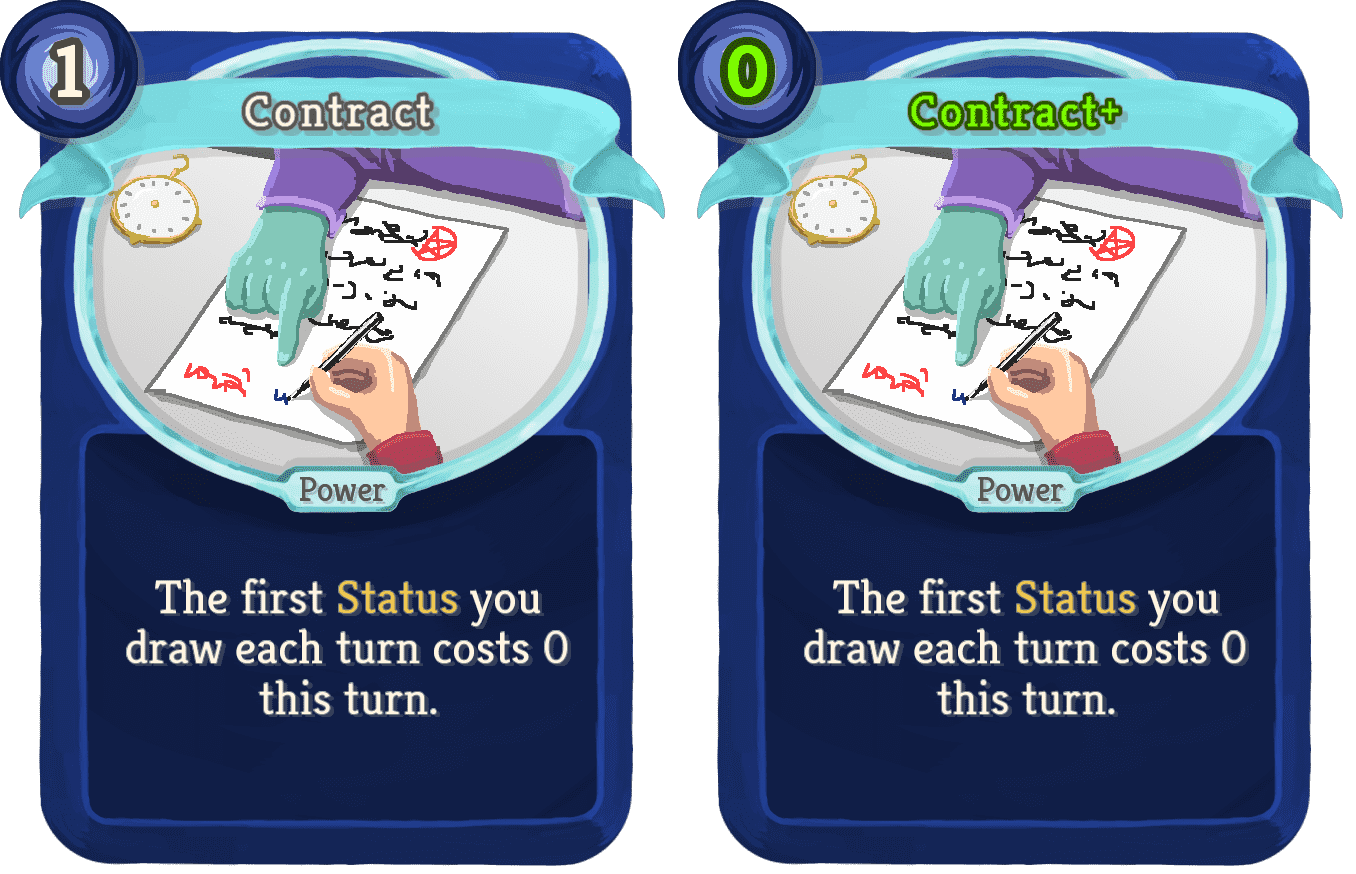 1
Contract
Power
The first Status you
draw each turn costs 0
this turn.
0
Contract+
Power
The first Status you
draw each turn costs 0
this turn.